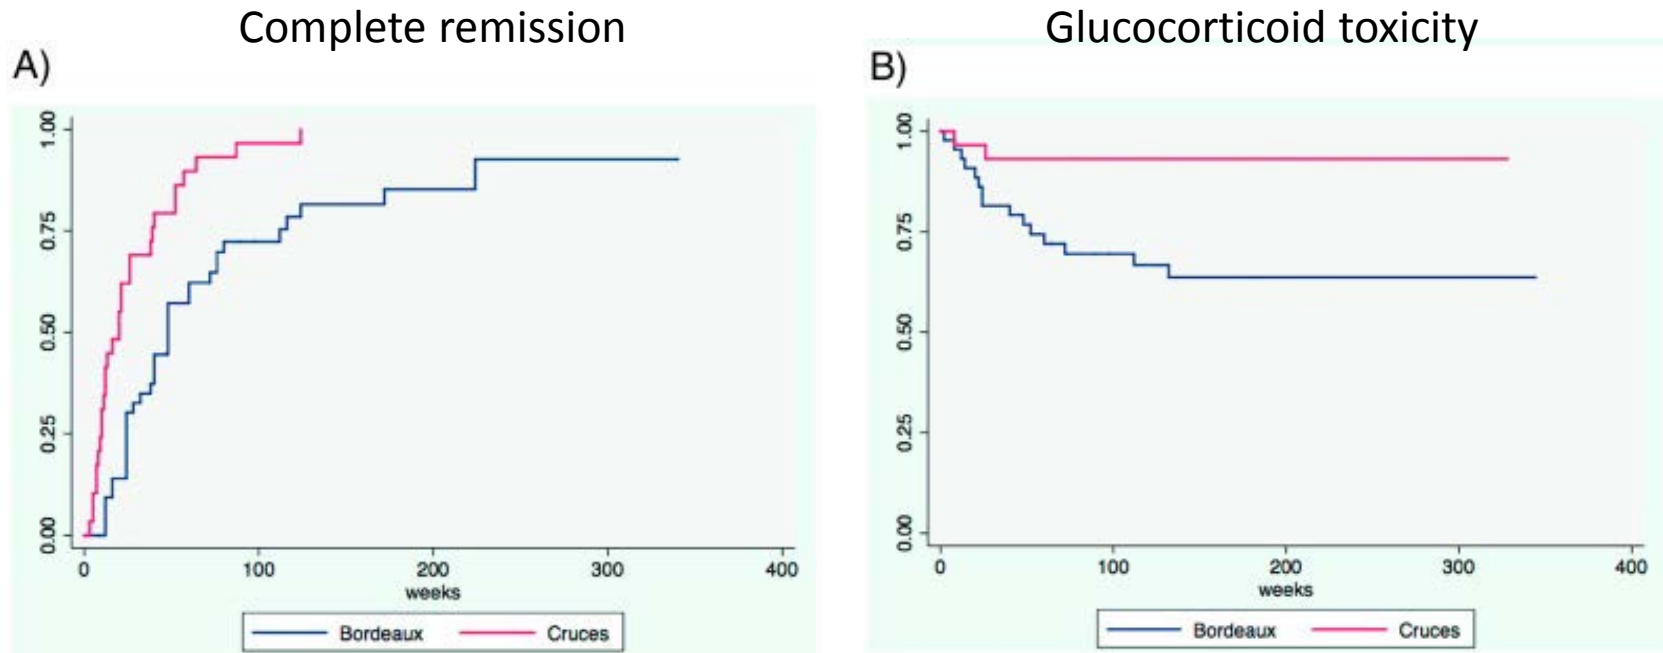 Complete remission
A)
1.00
0.75
0.50
0.25
0.00
0 100 200 300 400
weeks
Bordeaux Cruces
Glucocorticoid toxicity
B)
1.00
0.75
0.50
0.25
0.00
0 100 200 300 400
weeks
Bordeaux Cruces